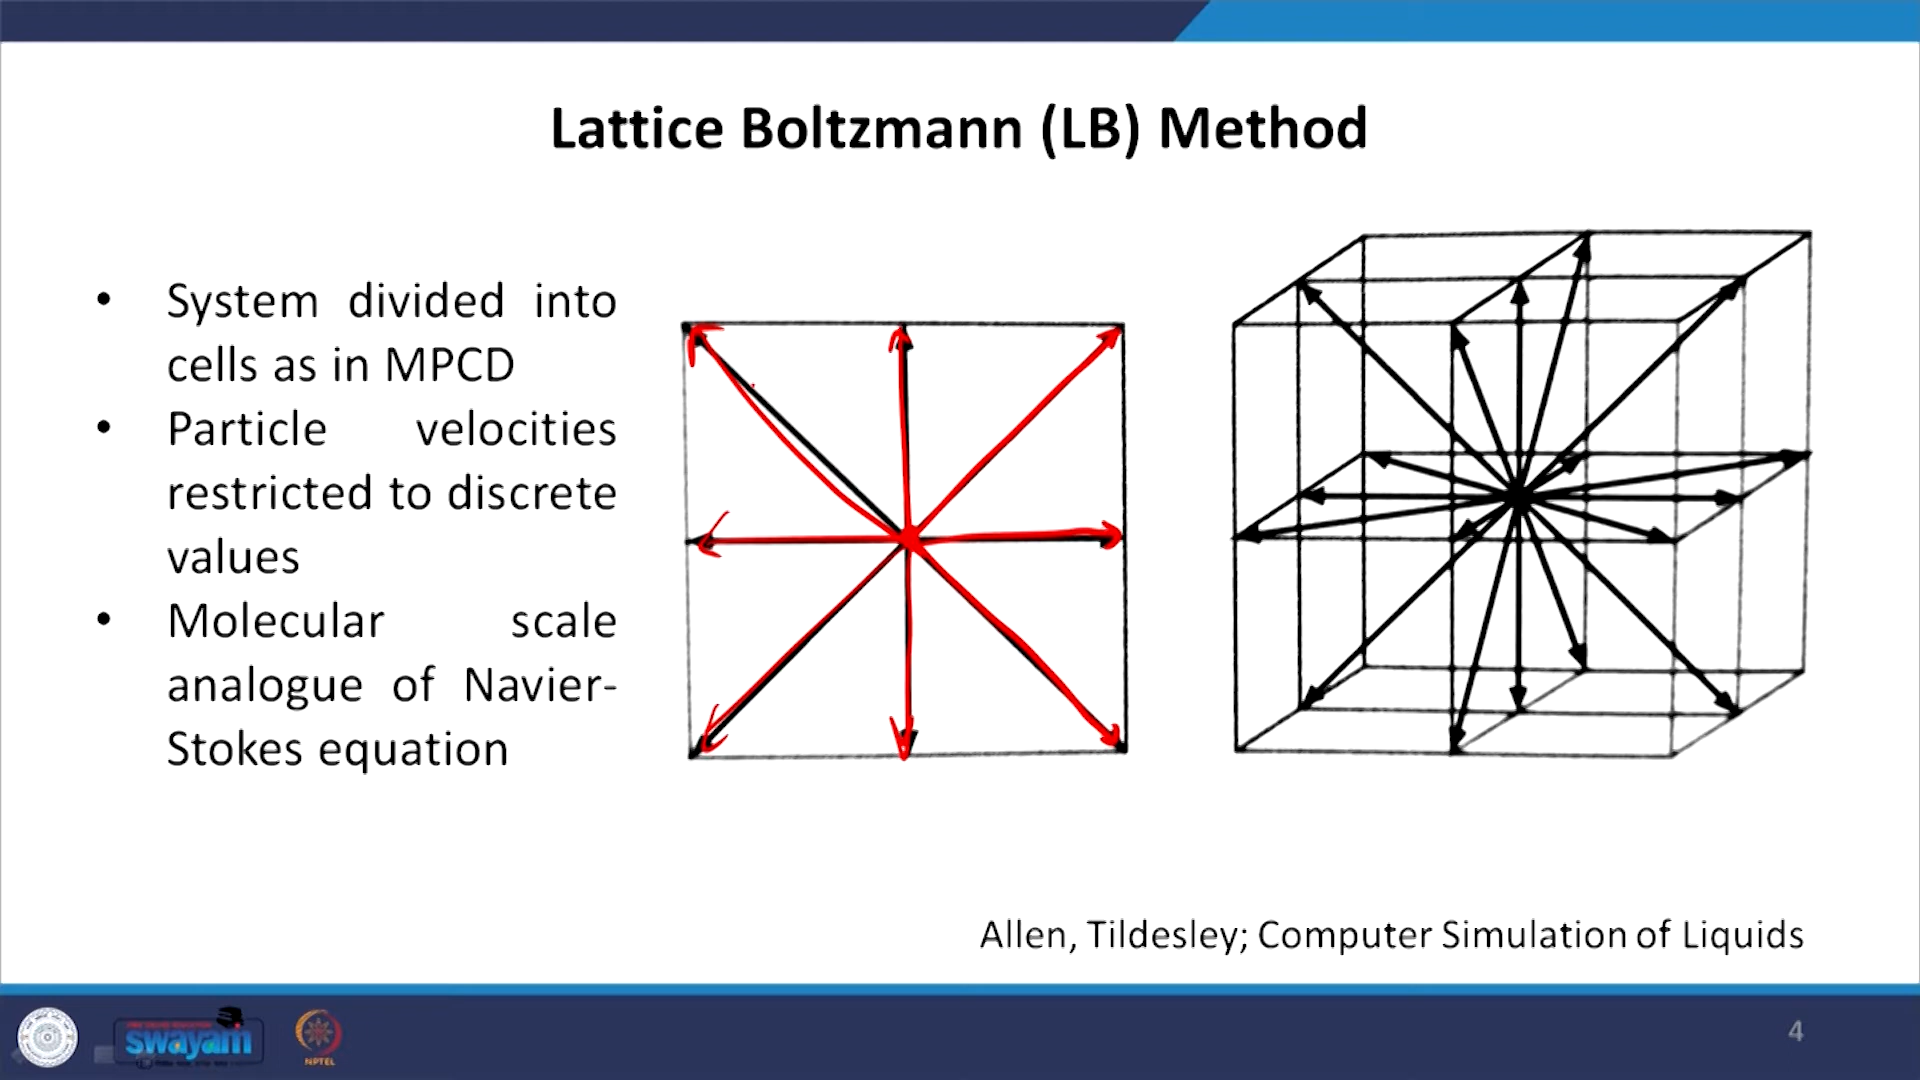 Lattice Boltzmann (LB) Method
• System divided into
cells as in MPCD
• Particle velocities
restricted to discrete
values
• Molecular scale
analogue of Navier-
Stokes equation
Allen, Tildesley; Computer Simulation of Liquids
swayam
NPTEL
4